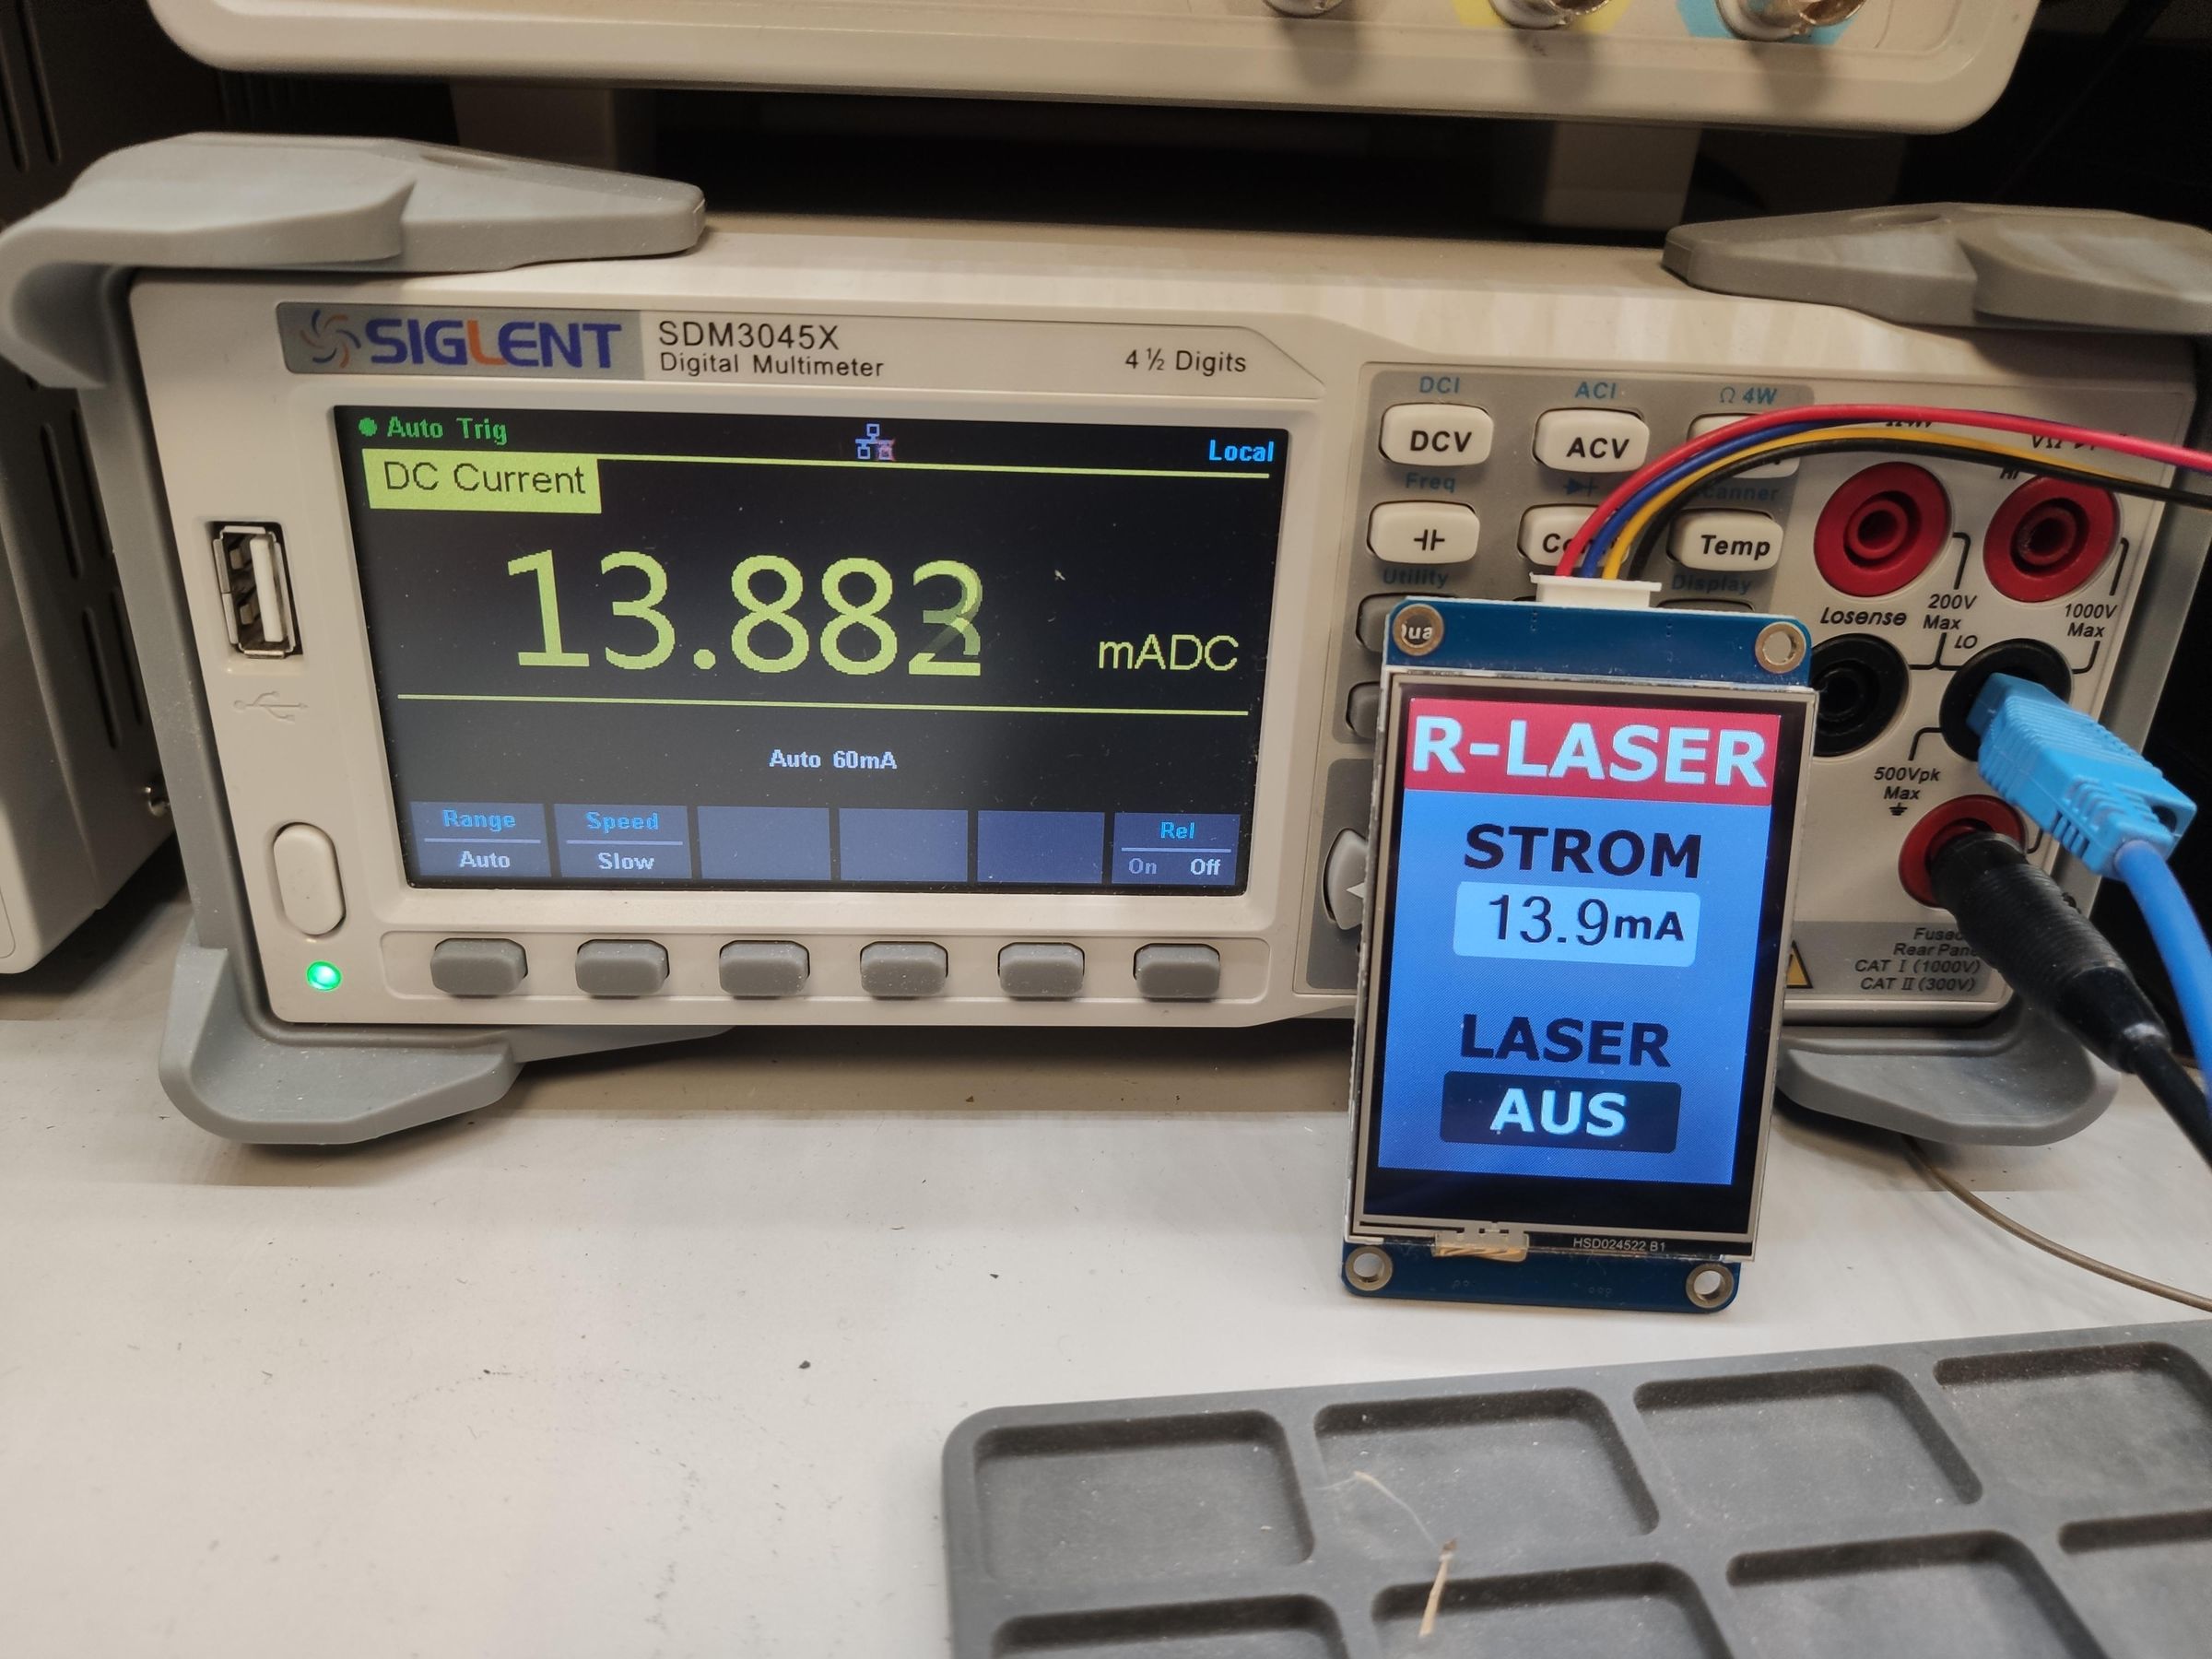 SIGLENT
SDM3045X
Digital Multimeter
4 ½ Digits
Auto Trig
Local
DC Current
13.882 mADC
Auto 60mA
Range
Auto
Speed
Slow
Rel
On Off
DCI
ACI
Ω 4W
DCV
ACV
Freq
Temp
Utility
Display
HI
Losense
200V
Max
LO
1000V
Max
500Vpk
Max
Rear
CAT I (1000V)
CAT II (300V)
R-LASER
STROM
13.9mA
LASER
AUS
HSD024522 B1